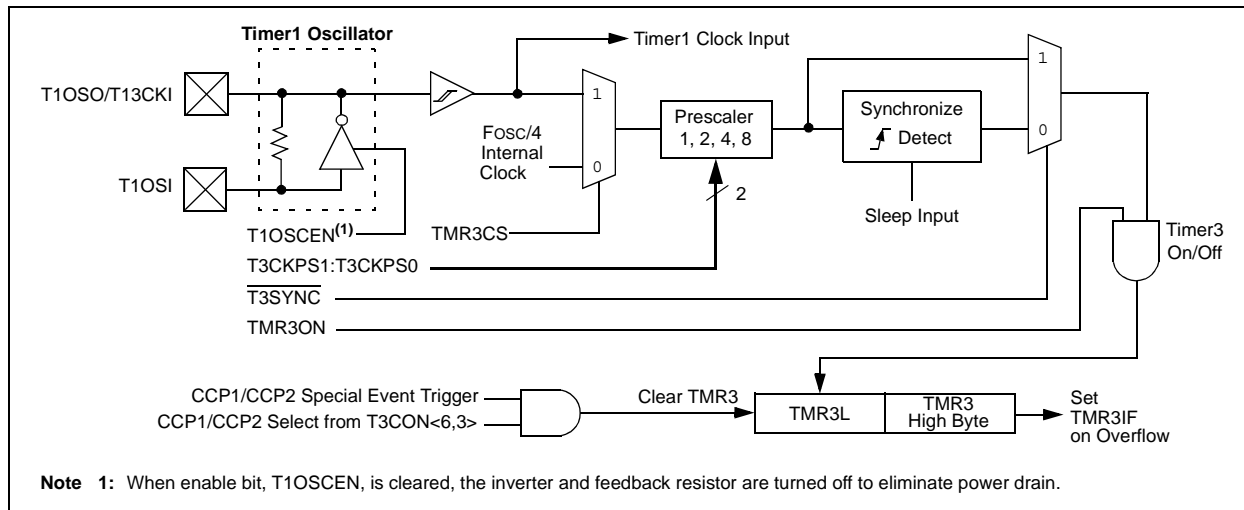 Timer1 Oscillator
Timer1 Clock Input
T1OSO/T13CKI
T1OSI
1
0
FOSC/4
Internal
Clock
Prescaler
1, 2, 4, 8
2
Synchronize
Detect
Sleep Input
1
0
Timer3
On/Off
T1OSCEN(1)
TMR3CS
T3CKPS1:T3CKPS0
T3SYNC
TMR3ON
CCP1/CCP2 Special Event Trigger
CCP1/CCP2 Select from T3CON<6,3>
Clear TMR3
TMR3L
TMR3
High Byte
Set
TMR3IF
on Overflow
Note 1: When enable bit, T1OSCEN, is cleared, the inverter and feedback resistor are turned off to eliminate power drain.